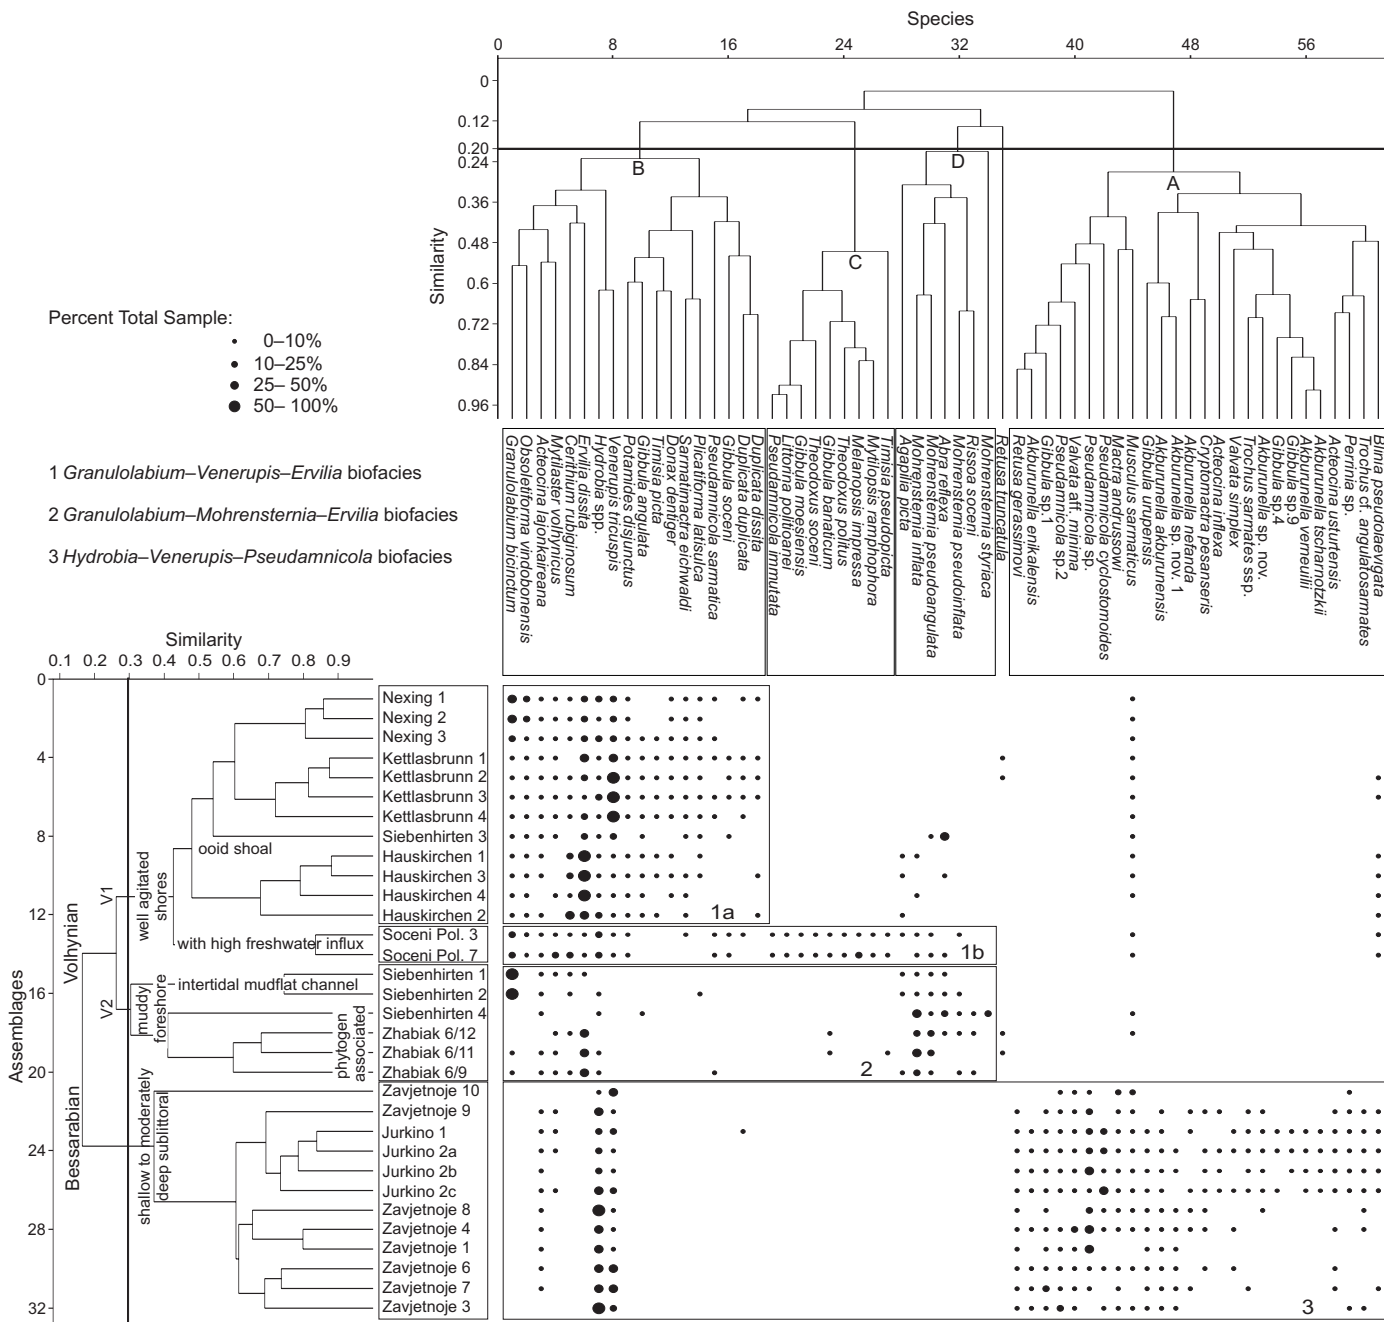 Species
0 8 16 24 32 40 48 56
Similarity
0
0.12
0.20
0.24
0.36
0.48
0.6
0.72
0.84
0.96
B
D
A
C
Percent Total Sample:
0–10%
10–25%
25– 50%
50– 100%
1 Granulolabium–Venerupis–Ervilia biofacies
2 Granulolabium–Mohrensternia–Ervilia biofacies
3 Hydrobia–Venerupis–Pseudamnicola biofacies
Granulolabium bicinctum
Obsoletiforma vindobonensis
Acteocina lajonkaireana
Mytilaster volhynicus
Cerithium rubiginosum
Ervilia dissita
Hydrobia spp.
Venerupis tricuspis
Potamides disjunctus
Gibbula angulata
Timisia picta
Donax dentiger
Sarmatimactra eichwaldi
Plicatiforma latisulca
Pseudamnicola sarmatica
Gibbula soceni
Duplicata duplicata
Duplicata dissita
Pseudamnicola immutata
Littorina politioanei
Gibbula moesiensis
Theodoxus soceni
Gibbula banaticum
Theodoxus politus
Melanopsis impressa
Mytilopsis ramphophora
Timisia pseudopicta
Agapilia picta
Mohrensternia inflata
Mohrensternia pseudoangulata
Abra reflexa
Mohrensternia pseudoinflata
Rissoa soceni
Mohrensternia styriaca
Retusa truncatula
Retusa gerassimovi
Akburunella enikalensis
Gibbula sp.1
Pseudamnicola sp.2
Valvata aff. minima
Pseudamnicola sp.
Pseudamnicola cyclostomoides
Mactra andrussowi
Musculus sarmaticus
Gibbula urupensis
Akburunella akburunensis
Akburunella sp. nov. 1
Akburunella nefanda
Cryptomactra pesanseris
Acteocina inflexa
Valvata simplex
Trochus sarmates ssp.
Akburunella sp. nov.
Gibbula sp.4
Gibbula sp.9
Akburunella verneuilii
Akburunella tscharnotzkii
Acteocina usturtensis
Perrinia sp.
Trochus cf. angulatosarmates
Blinia pseudolaevigata
Similarity
0.1 0.2 0.3 0.4 0.5 0.6 0.7 0.8 0.9
Assemblages
0
4
8
12
16
20
24
28
32
Volhynian
Bessarabian
V1
V2
well agitated
shores
ooid shoal
with high freshwater influx
muddy
foreshore
intertidal mudflat channel
phytogen
associated
shallow to moderately
deep sublittoral
Nexing 1
Nexing 2
Nexing 3
Kettlasbrunn 1
Kettlasbrunn 2
Kettlasbrunn 3
Kettlasbrunn 4
Siebenhirten 3
Hauskirchen 1
Hauskirchen 3
Hauskirchen 4
Hauskirchen 2
Soceni Pol. 3
Soceni Pol. 7
Siebenhirten 1
Siebenhirten 2
Siebenhirten 4
Zhabiak 6/12
Zhabiak 6/11
Zhabiak 6/9
Zavjetnoje 10
Zavjetnoje 9
Jurkino 1
Jurkino 2a
Jurkino 2b
Jurkino 2c
Zavjetnoje 8
Zavjetnoje 4
Zavjetnoje 1
Zavjetnoje 6
Zavjetnoje 7
Zavjetnoje 3
1a
1b
2
3